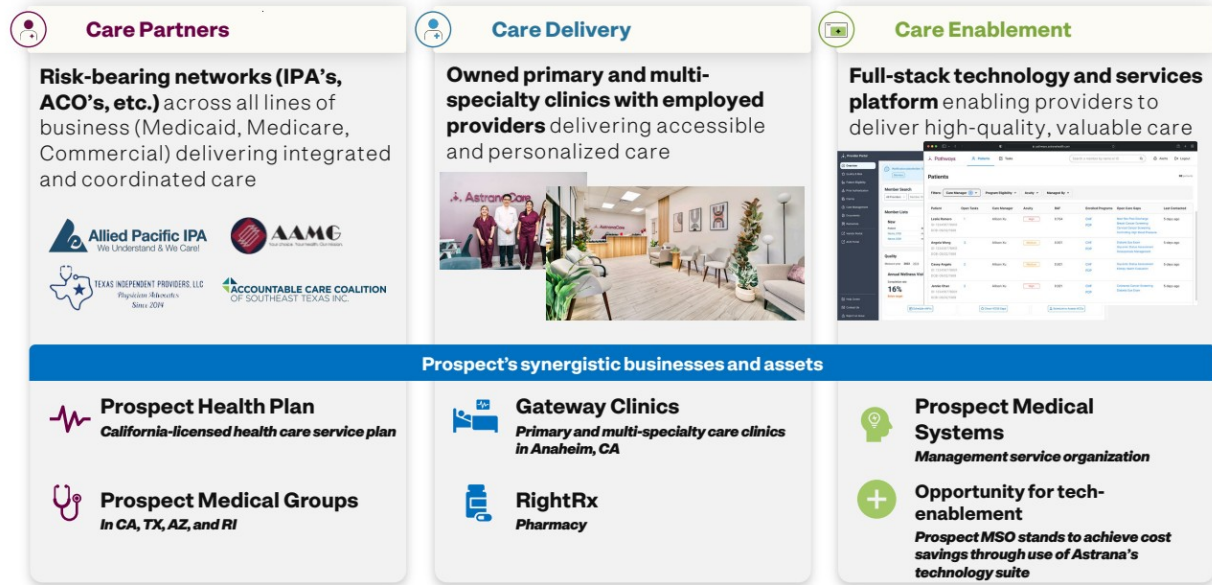 Care Partners
Risk-bearing networks (IPA's,
ACO's, etc.) across all lines of
business (Medicaid, Medicare,
Commercial) delivering integrated
and coordinated care
Allied Pacific IPA
We Understand & We Care!
AAMG
TEXAS INDEPENDENT PROVIDERS, LLC
Physician Advocates
Since 2014
ACCOUNTABLE CARE COALITION
OF SOUTHEAST TEXAS INC.
Care Delivery
Owned primary and multi-
specialty clinics with employed
providers delivering accessible
and personalized care
AstranaCare
Care Enablement
Full-stack technology and services
platform enabling providers to
deliver high-quality, valuable care
Patients
Member Search
Quality
16%
Prospect's synergistic businesses and assets
Prospect Health Plan
California-licensed health care service plan
Prospect Medical Groups
In CA, TX, AZ, and RI
Gateway Clinics
Primary and multi-specialty care clinics
in Anaheim, CA
RightRx
Pharmacy
Prospect Medical
Systems
Management service organization
Opportunity for tech-
enablement
Prospect MSO stands to achieve cost
savings through use of Astrana's
technology suite